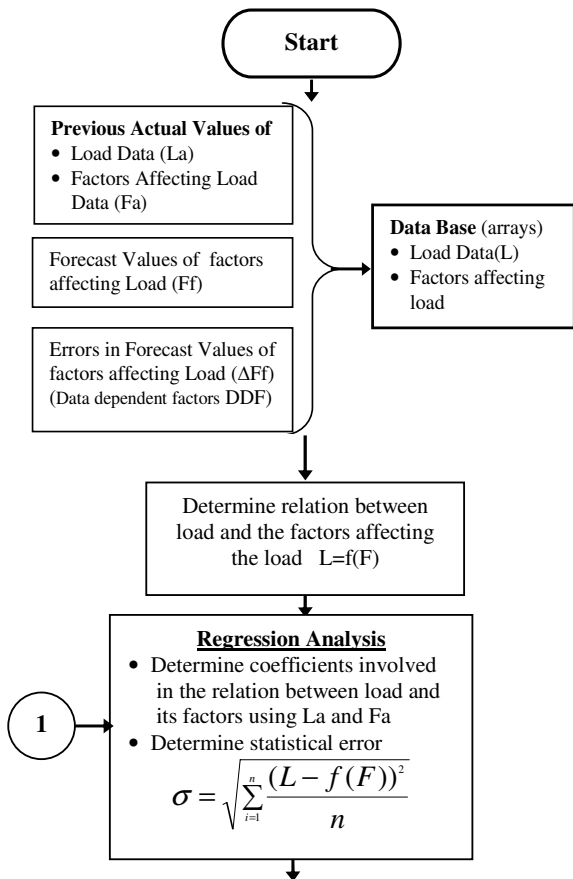 Start
Previous Actual Values of
• Load Data (La)
• Factors Affecting Load
Data (Fa)
Forecast Values of factors
affecting Load (Ff)
Errors in Forecast Values of
factors affecting Load (ΔFf)
(Data dependent factors DDF)
Data Base (arrays)
• Load Data(L)
• Factors affecting
load
Determine relation between
load and the factors affecting
the load L=f(F)
Regression Analysis
• Determine coefficients involved
in the relation between load and
its factors using La and Fa
• Determine statistical error
σ = √(∑_{i=1}^{n} (L − f(F))² / n)
1